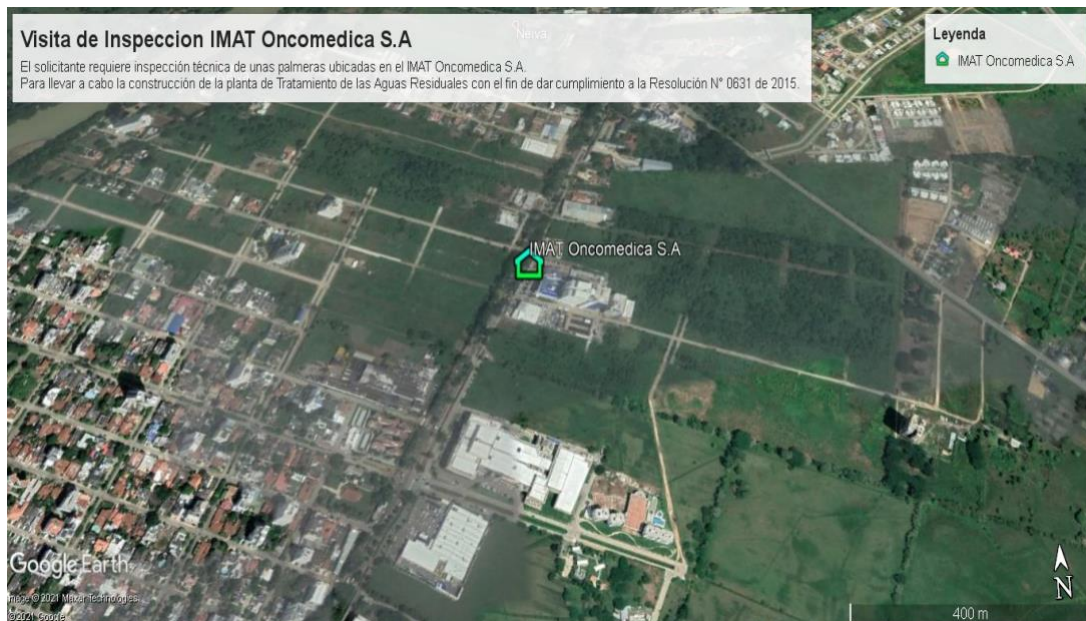 Visita de Inspeccion IMAT Oncomedica S.A
El solicitante requiere inspección técnica de unas palmeras ubicadas en el IMAT Oncomedica S.A.
Para llevar a cabo la construcción de la planta de Tratamiento de las Aguas Residuales con el fin de dar cumplimiento a la Resolución N° 0631 de 2015.
Neiva
Leyenda
IMAT Oncomedica S.A
IMAT Oncomedica S.A
Google Earth
Image © 2021 Maxar Technologies
©2021 Google
N
400 m